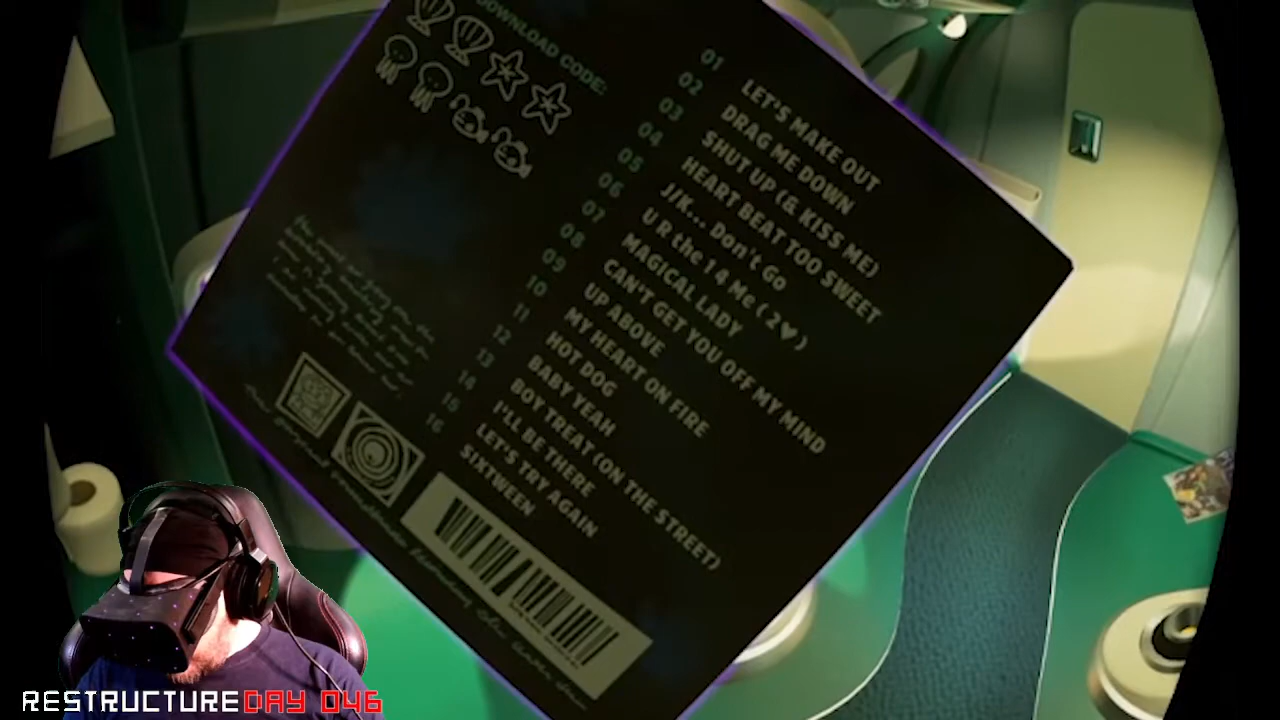 DOWNLOAD CODE:
01 LET'S MAKE OUT
02 DRAG ME DOWN
03 SHUT UP (& KISS ME)
04 HEART BEAT TOO SWEET
05 J/K... Don't Go
06 U R the 1 4 Me ( 2 ♥ )
07 MAGICAL LADY
08 CAN'T GET YOU OFF MY MIND
09 UP ABOVE
10 MY HEART ON FIRE
11 HOT DOG
12 BABY YEAH
13 BOY TREAT (ON THE STREET)
14 I'LL BE THERE
15 LET'S TRY AGAIN
16 SIXTWEEN
RESTRUCTURE DAY 046